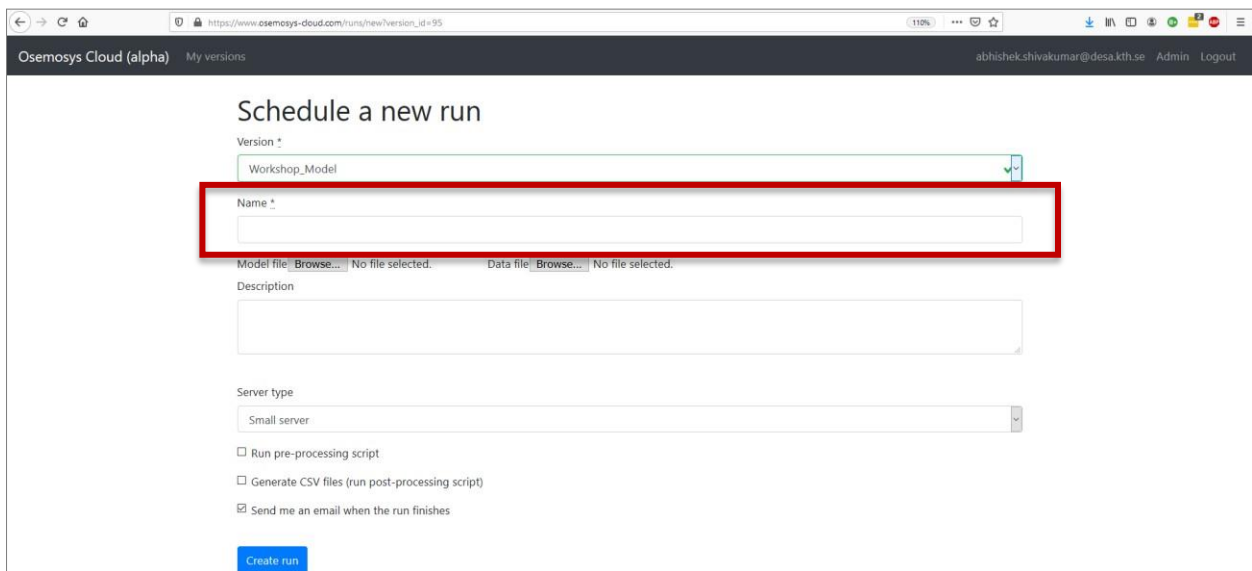 https://www.osemosys-cloud.com/runs/new?version_id=95 110%
Osemosys Cloud (alpha) My versions abhishek.shivakumar@desa.kth.se Admin Logout
Schedule a new run
Version *
Workshop_Model
Name *
Model file Browse... No file selected. Data file Browse... No file selected.
Description
Server type
Small server
Run pre-processing script
Generate CSV files (run post-processing script)
Send me an email when the run finishes
Create run